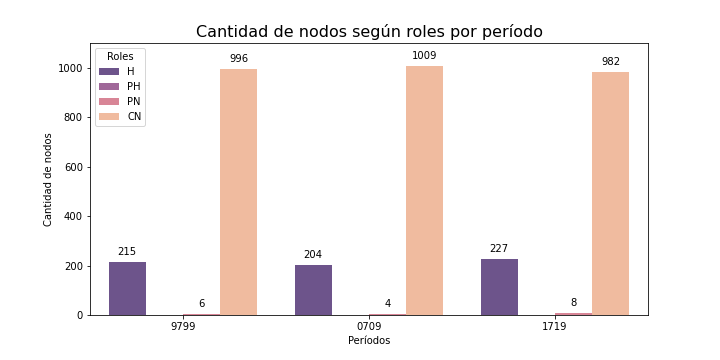 Cantidad de nodos según roles por período
Roles
H
PH
PN
CN
Cantidad de nodos
1000
800
600
400
200
0
215
6
996
204
4
1009
227
8
982
9799
0709
1719
Períodos